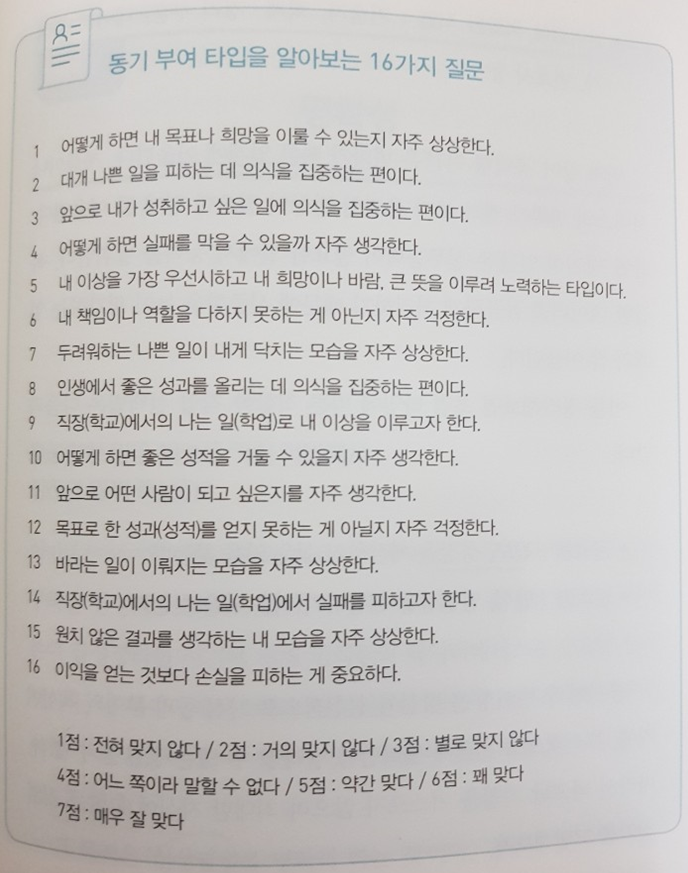 동기 부여 타입을 알아보는 16가지 질문
1 어떻게 하면 내 목표나 희망을 이룰 수 있는지 자주 상상한다.
2 대개 나쁜 일을 피하는 데 의식을 집중하는 편이다.
3 앞으로 내가 성취하고 싶은 일에 의식을 집중하는 편이다.
4 어떻게 하면 실패를 막을 수 있을까 자주 생각한다.
5 내 이상을 가장 우선시하고 내 희망이나 바람, 큰 뜻을 이루려 노력하는 타입이다.
6 내 책임이나 역할을 다하지 못하는 게 아닌지 자주 걱정한다.
7 두려워하는 나쁜 일이 내게 닥치는 모습을 자주 상상한다.
8 인생에서 좋은 성과를 올리는 데 의식을 집중하는 편이다.
9 직장(학교)에서의 나는 일(학업)로 내 이상을 이루고자 한다.
10 어떻게 하면 좋은 성적을 거둘 수 있을지 자주 생각한다.
11 앞으로 어떤 사람이 되고 싶은지를 자주 생각한다.
12 목표로 한 성과(성적)를 얻지 못하는 게 아닐지 자주 걱정한다.
13 바라는 일이 이뤄지는 모습을 자주 상상한다.
14 직장(학교)에서의 나는 일(학업)에서 실패를 피하고자 한다.
15 원치 않은 결과를 생각하는 내 모습을 자주 상상한다.
16 이익을 얻는 것보다 손실을 피하는 게 중요하다.
1점 : 전혀 맞지 않다 / 2점 : 거의 맞지 않다 / 3점 : 별로 맞지 않다
4점 : 어느 쪽이라 말할 수 없다 / 5점 : 약간 맞다 / 6점 : 꽤 맞다
7점 : 매우 잘 맞다